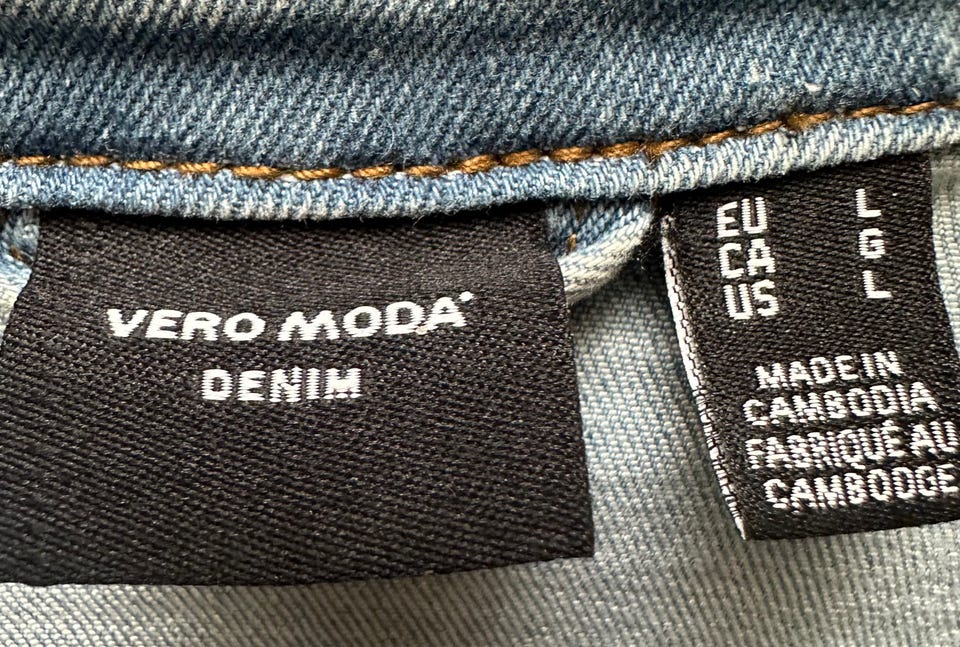 VERO MODA
DENIM
EU L
CA G
US L
MADE IN
CAMBODIA
FABRIQUÉ AU
CAMBODGE